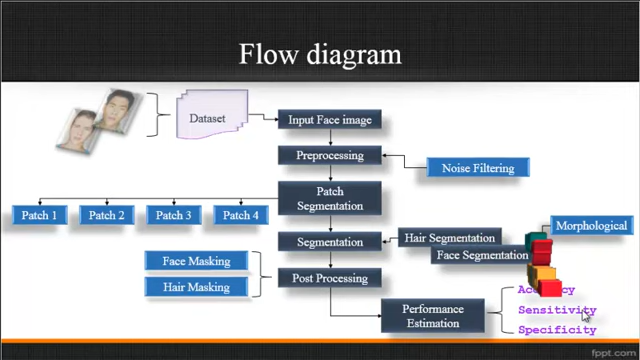 Flow diagram
Dataset
Input Face image
Preprocessing
Noise Filtering
Patch
Segmentation
Patch 1
Patch 2
Patch 3
Patch 4
Morphological
Segmentation
Hair Segmentation
Face Segmentation
Face Masking
Hair Masking
Post Processing
Performance
Estimation
Sensitivity
Specificity
fppt.com